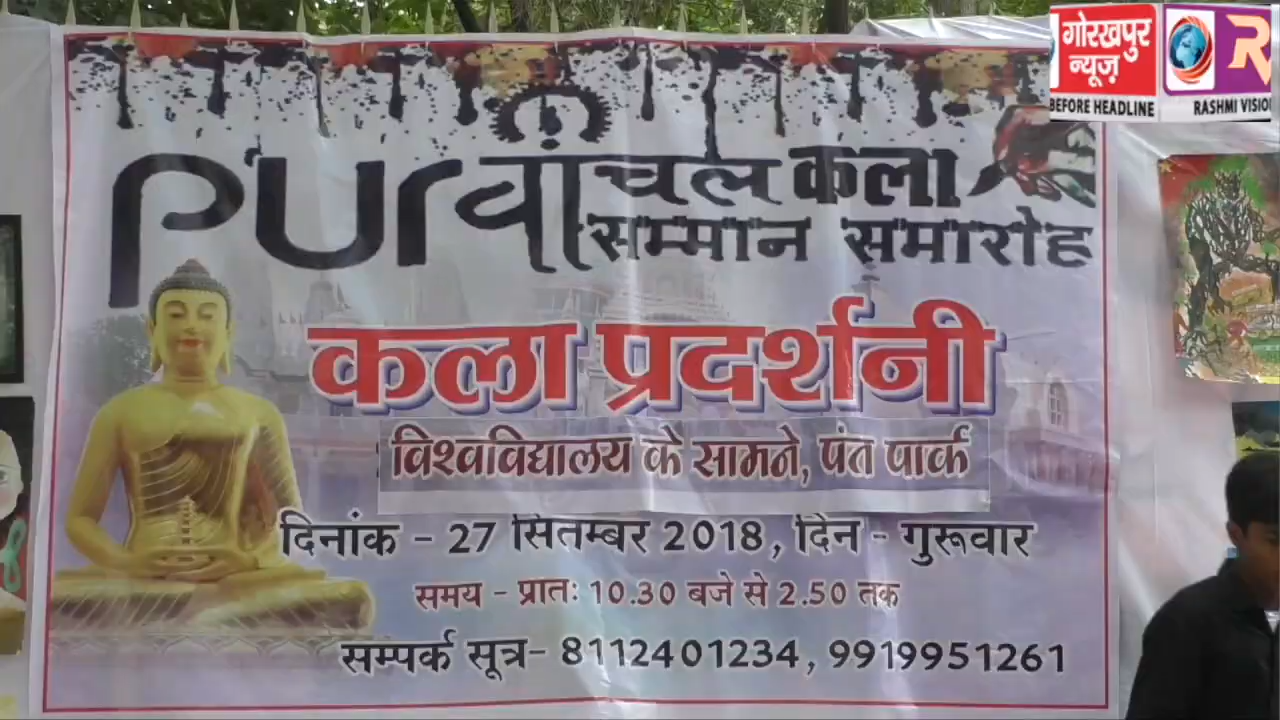 गोरखपुर
न्यूज़
BEFORE HEADLINE
R
RASHMI VISIO
Purवांचल कला
सम्मान समारोह
कला प्रदर्शनी
विश्वविद्यालय के सामने, पंत पार्क
दिनांक - 27 सितम्बर 2018, दिन - गुरूवार
समय - प्रातः 10.30 बजे से 2.50 तक
सम्पर्क सूत्र- 8112401234, 9919951261